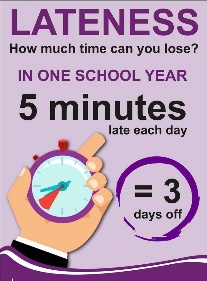 LATENESS
How much time can you lose?
IN ONE SCHOOL YEAR
5 minutes
late each day
= 3
days off